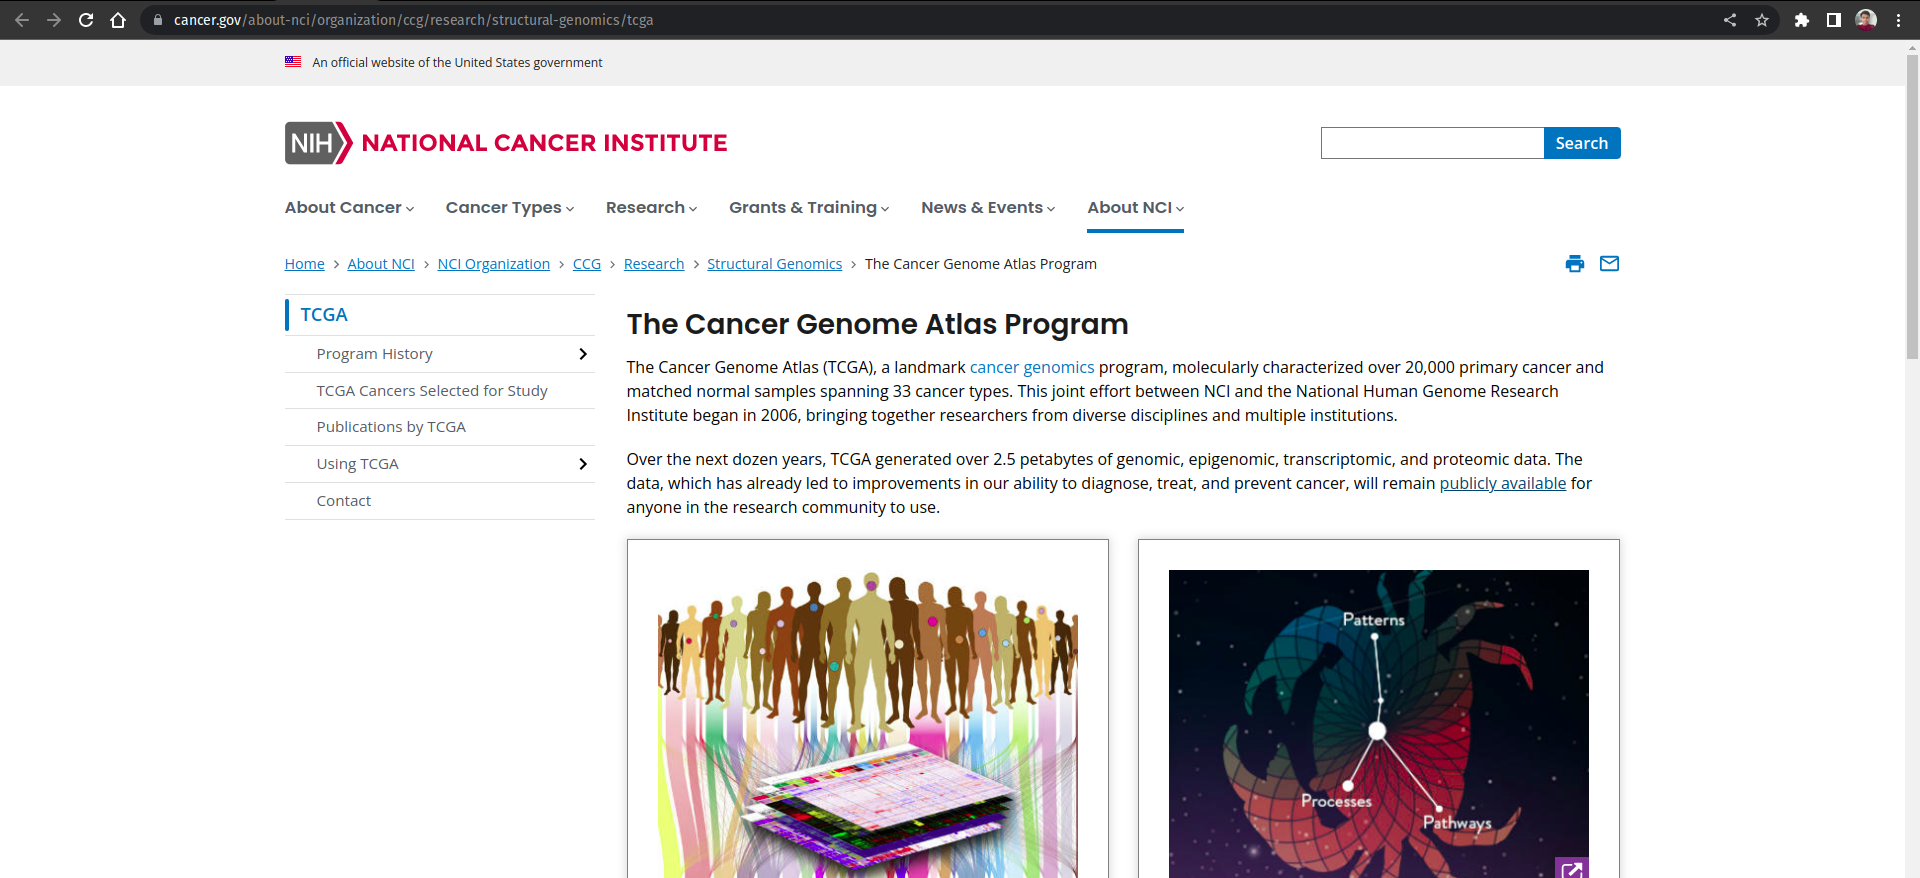 cancer.gov/about-nci/organization/ccg/research/structural-genomics/tcga
An official website of the United States government
NIH NATIONAL CANCER INSTITUTE
Search
About Cancer
Cancer Types
Research
Grants & Training
News & Events
About NCI
Home > About NCI > NCI Organization > CCG > Research > Structural Genomics > The Cancer Genome Atlas Program
TCGA
Program History
TCGA Cancers Selected for Study
Publications by TCGA
Using TCGA
Contact
The Cancer Genome Atlas Program
The Cancer Genome Atlas (TCGA), a landmark cancer genomics program, molecularly characterized over 20,000 primary cancer and
matched normal samples spanning 33 cancer types. This joint effort between NCI and the National Human Genome Research
Institute began in 2006, bringing together researchers from diverse disciplines and multiple institutions.
Over the next dozen years, TCGA generated over 2.5 petabytes of genomic, epigenomic, transcriptomic, and proteomic data. The
data, which has already led to improvements in our ability to diagnose, treat, and prevent cancer, will remain publicly available for
anyone in the research community to use.
Patterns
Processes
Pathways